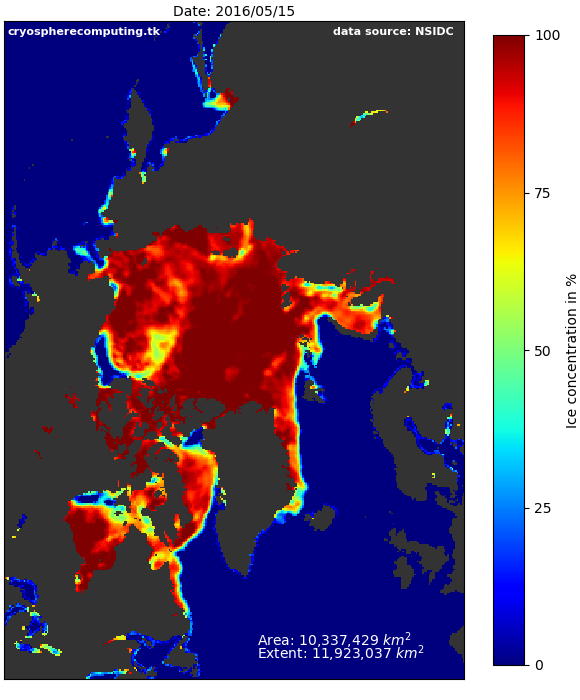 Date: 2016/05/15
cryospherecomputing.tk
data source: NSIDC
100
75
50
25
0
Ice concentration in %
Area: 10,337,429 km²
Extent: 11,923,037 km²